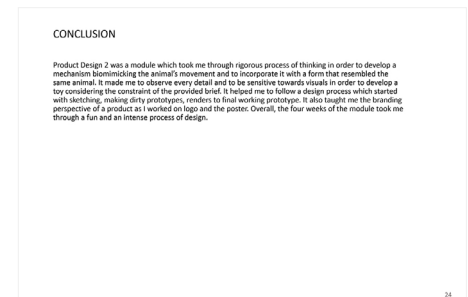 CONCLUSION
Product Design 2 was a module which took me through rigorous process of thinking in order to develop a
mechanism biomimicking the animal's movement and to incorporate it with a form that resembled the
same animal. It made me to observe every detail and to be sensitive towards visuals in order to develop a
toy considering the constraint of the provided brief. It helped me to follow a design process which started
with sketching, making dirty prototypes, renders to final working prototype. It also taught me the branding
perspective of a product as I worked on logo and the poster. Overall, the four weeks of the module took me
through a fun and an intense process of design.
24